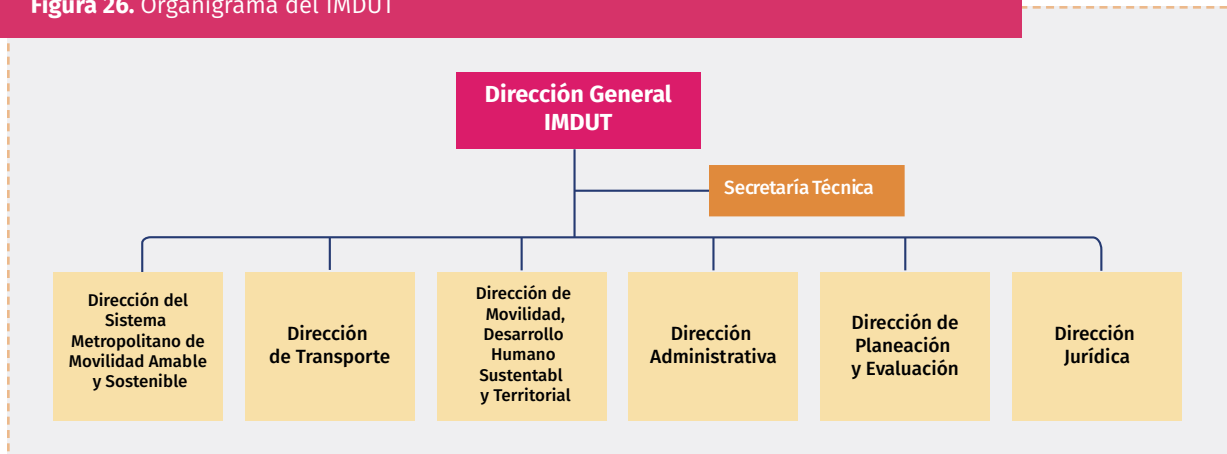 Figura 26. Organigrama del IMDUT
Dirección General
IMDUT
Secretaría Técnica
Dirección del
Sistema
Metropolitano de
Movilidad Amable
y Sostenible
Dirección
de Transporte
Dirección de
Movilidad,
Desarrollo
Humano
Sustentabl
y Territorial
Dirección
Administrativa
Dirección de
Planeación
y Evaluación
Dirección
Jurídica